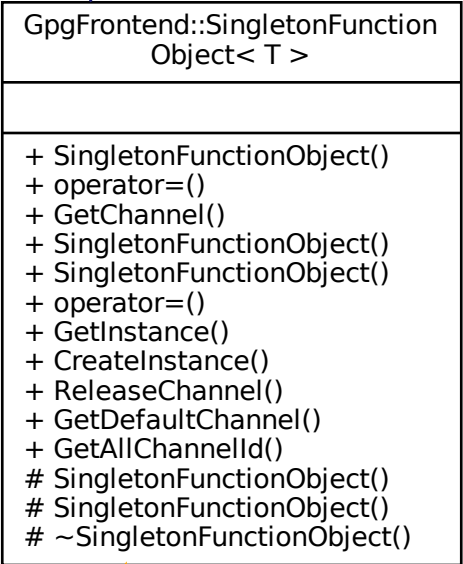 GpgFrontend::SingletonFunction
Object< T >
+ SingletonFunctionObject()
+ operator=()
+ GetChannel()
+ SingletonFunctionObject()
+ SingletonFunctionObject()
+ operator=()
+ GetInstance()
+ CreateInstance()
+ ReleaseChannel()
+ GetDefaultChannel()
+ GetAllChannelId()
# SingletonFunctionObject()
# SingletonFunctionObject()
# ~SingletonFunctionObject()